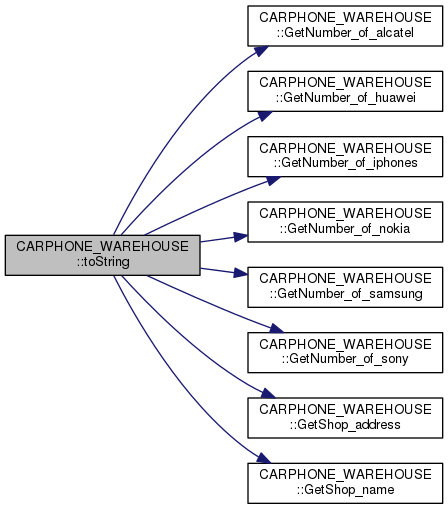 CARPHONE_WAREHOUSE
::GetNumber_of_alcatel
CARPHONE_WAREHOUSE
::GetNumber_of_huawei
CARPHONE_WAREHOUSE
::GetNumber_of_iphones
CARPHONE_WAREHOUSE
::GetNumber_of_nokia
CARPHONE_WAREHOUSE
::toString
CARPHONE_WAREHOUSE
::GetNumber_of_samsung
CARPHONE_WAREHOUSE
::GetNumber_of_sony
CARPHONE_WAREHOUSE
::GetShop_address
CARPHONE_WAREHOUSE
::GetShop_name